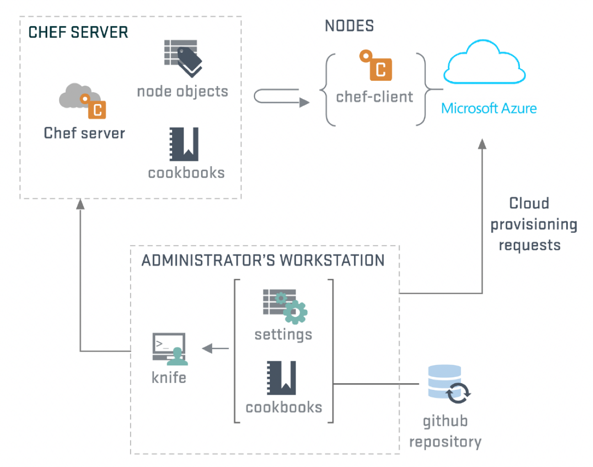 CHEF SERVER
NODES
node objects
Chef server
cookbooks
C
C
chef-client
Microsoft Azure
Cloud
provisioning
requests
ADMINISTRATOR'S WORKSTATION
settings
>_
knife
cookbooks
github
repository